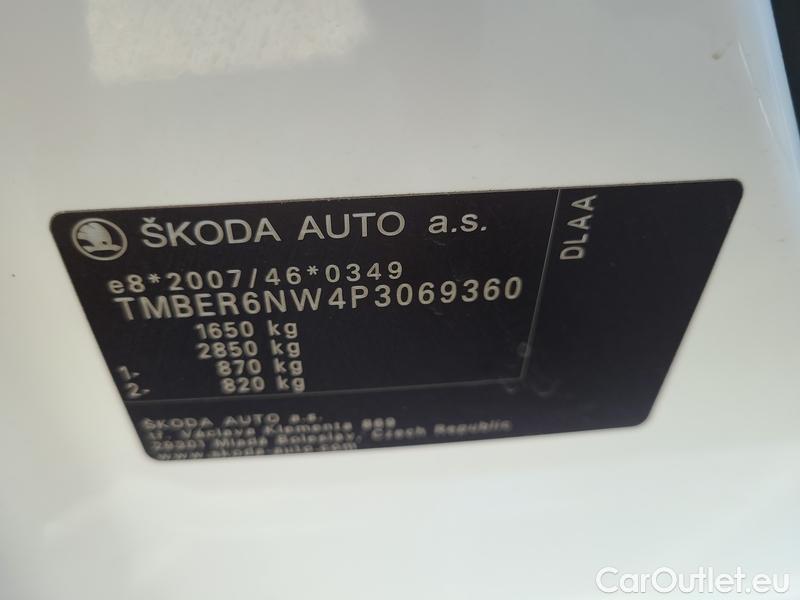 ŠKODA AUTO a.s.
DLAA
e8*2007/46*0349
TMBER6NW4P3069360
1650 kg
2850 kg
1- 870 kg
2- 820 kg
ŠKODA AUTO a.s.
tř. Václava Klementa 869
29301 Mladá Boleslav, Czech Republic
www.skoda-auto.com
CarOutlet.eu